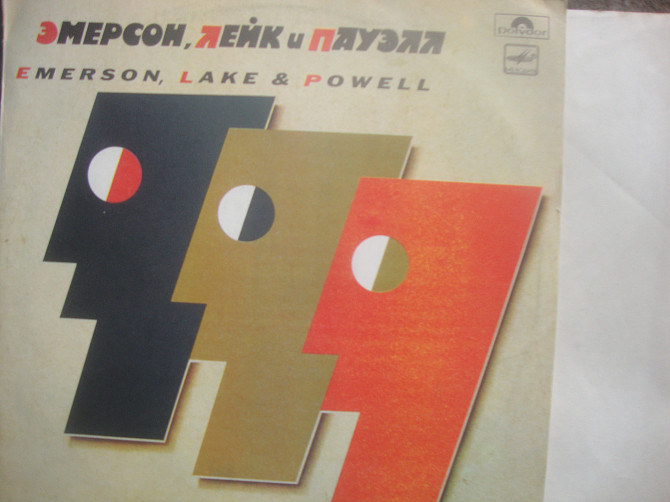 ЭМЕРСОН, ЛЕЙК и ПАУЭЛЛ
EMERSON, LAKE & POWELL
Polydor